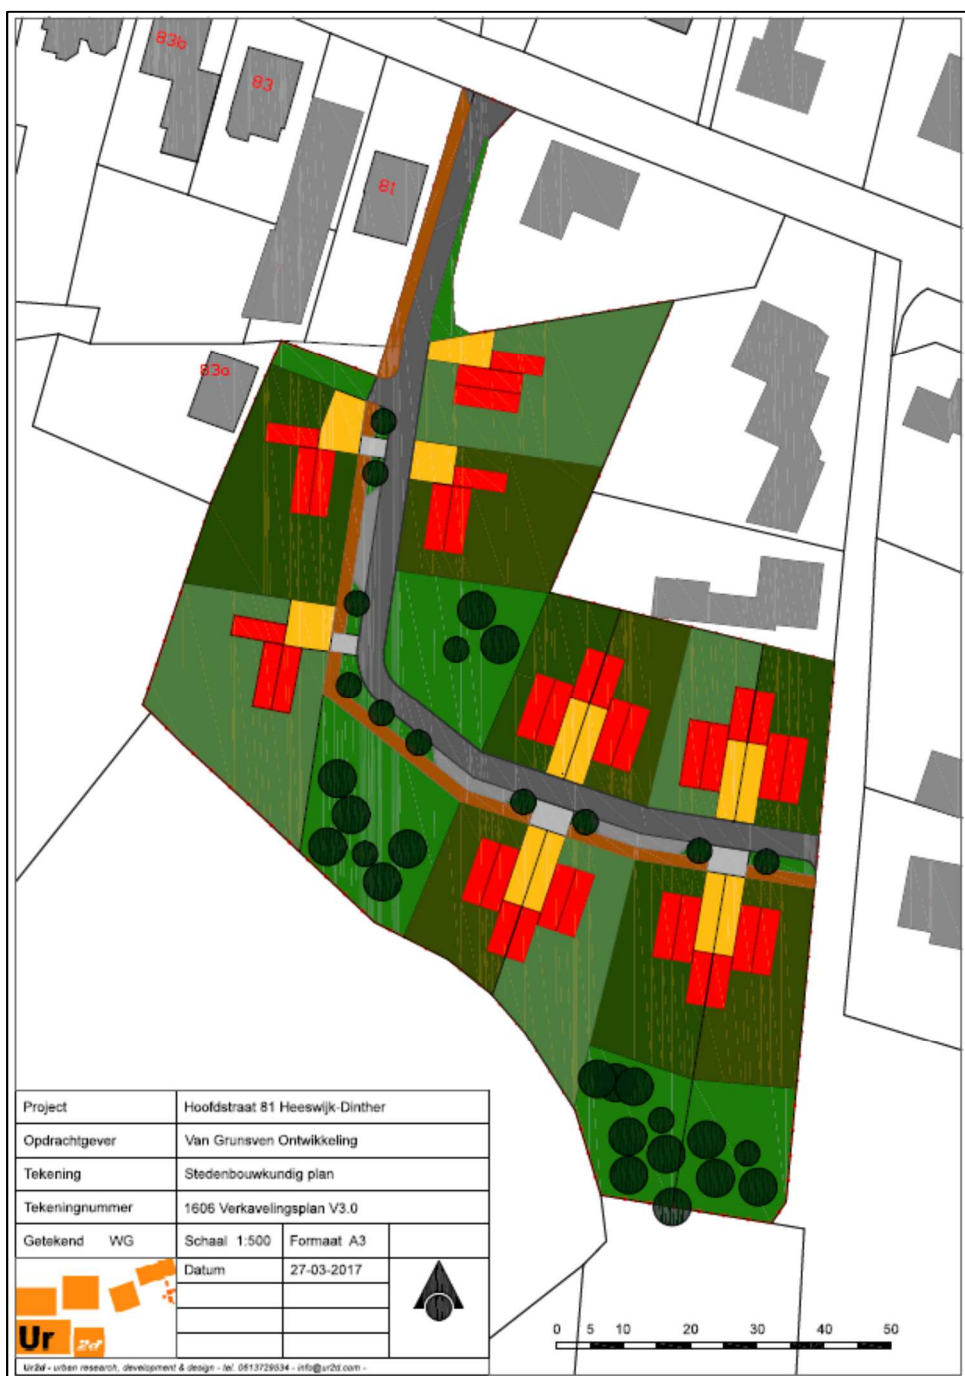 83b
83
81
83a
Project Hoofdstraat 81 Heeswijk-Dinther
Opdrachtgever Van Grunsven Ontwikkeling
Tekening Stedenbouwkundig plan
Tekeningnummer 1606 Verkavelingsplan V3.0
Getekend WG Schaal 1:500 Formaat A3
Datum 27-03-2017
Ur 2d
Ur2d - urban research, development & design - tel. 0613729834 - info@ur2d.com -
0 5 10 20 30 40 50